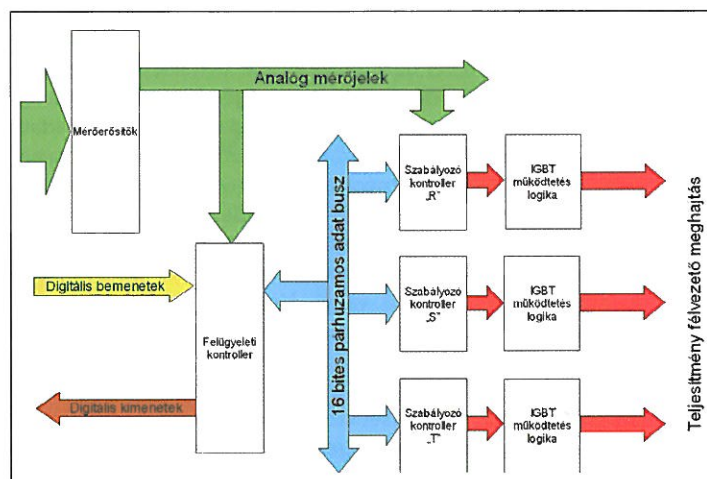 Analóg mérőjelek
Mérőerősítők
Szabályozó
kontroller
„R”
IGBT
működtetés
logika
16 bites párhuzamos adat busz
Digitális bemenetek
Felügyeleti
kontroller
Szabályozó
kontroller
„S”
IGBT
működtetés
logika
Digitális kimenetek
Szabályozó
kontroller
„T”
IGBT
működtetés
logika
Teljesítmény félvezető meghajtás